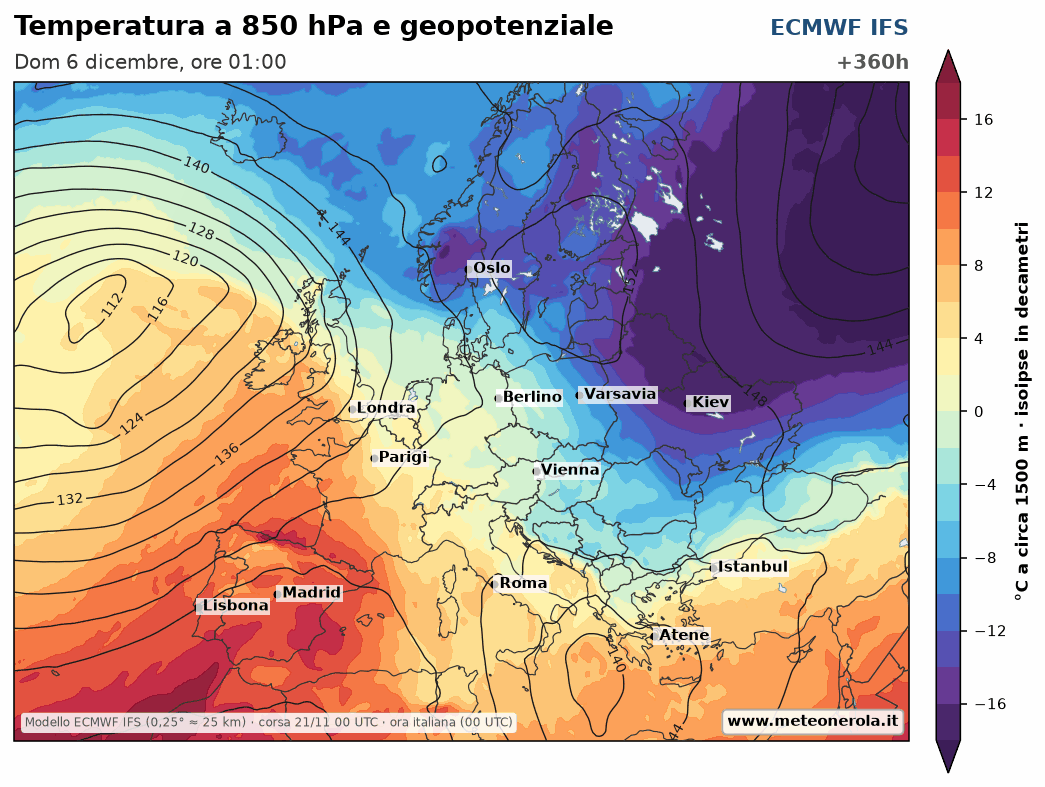 Temperatura a 850 hPa e geopotenziale
ECMWF IFS
Dom 6 dicembre, ore 01:00
+360h
140
144
128
120
112
116
152
144
148
124
136
132
140
44
Oslo
Londra
Berlino
Varsavia
Kiev
Parigi
Vienna
Roma
Istanbul
Madrid
Lisbona
Atene
16
12
8
4
0
−4
−8
−12
−16
°C a circa 1500 m · isoipse in decametri
Modello ECMWF IFS (0,25° ≈ 25 km) · corsa 21/11 00 UTC · ora italiana (00 UTC)
www.meteonerola.it